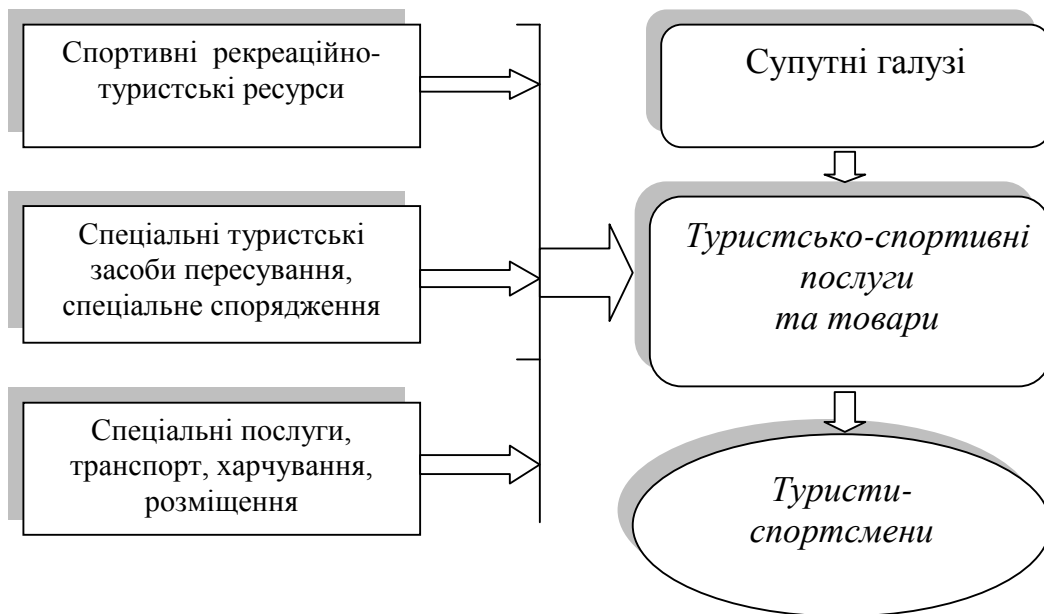 Спортивні рекреаційно-
туристські ресурси
Спеціальні туристські
засоби пересування,
спеціальне спорядження
Спеціальні послуги,
транспорт, харчування,
розміщення
Супутні галузі
Туристсько-спортивні
послуги
та товари
Туристи-
спортсмени